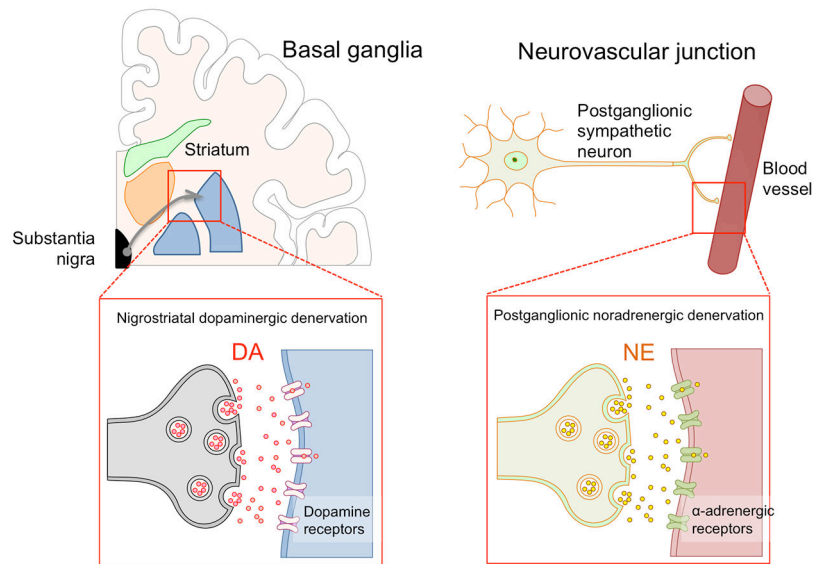 Basal ganglia
Striatum
Substantia
nigra
Nigrostriatal dopaminergic denervation
DA
Dopamine
receptors
Neurovascular junction
Postganglionic
sympathetic
neuron
Blood
vessel
Postganglionic noradrenergic denervation
NE
α-adrenergic
receptors